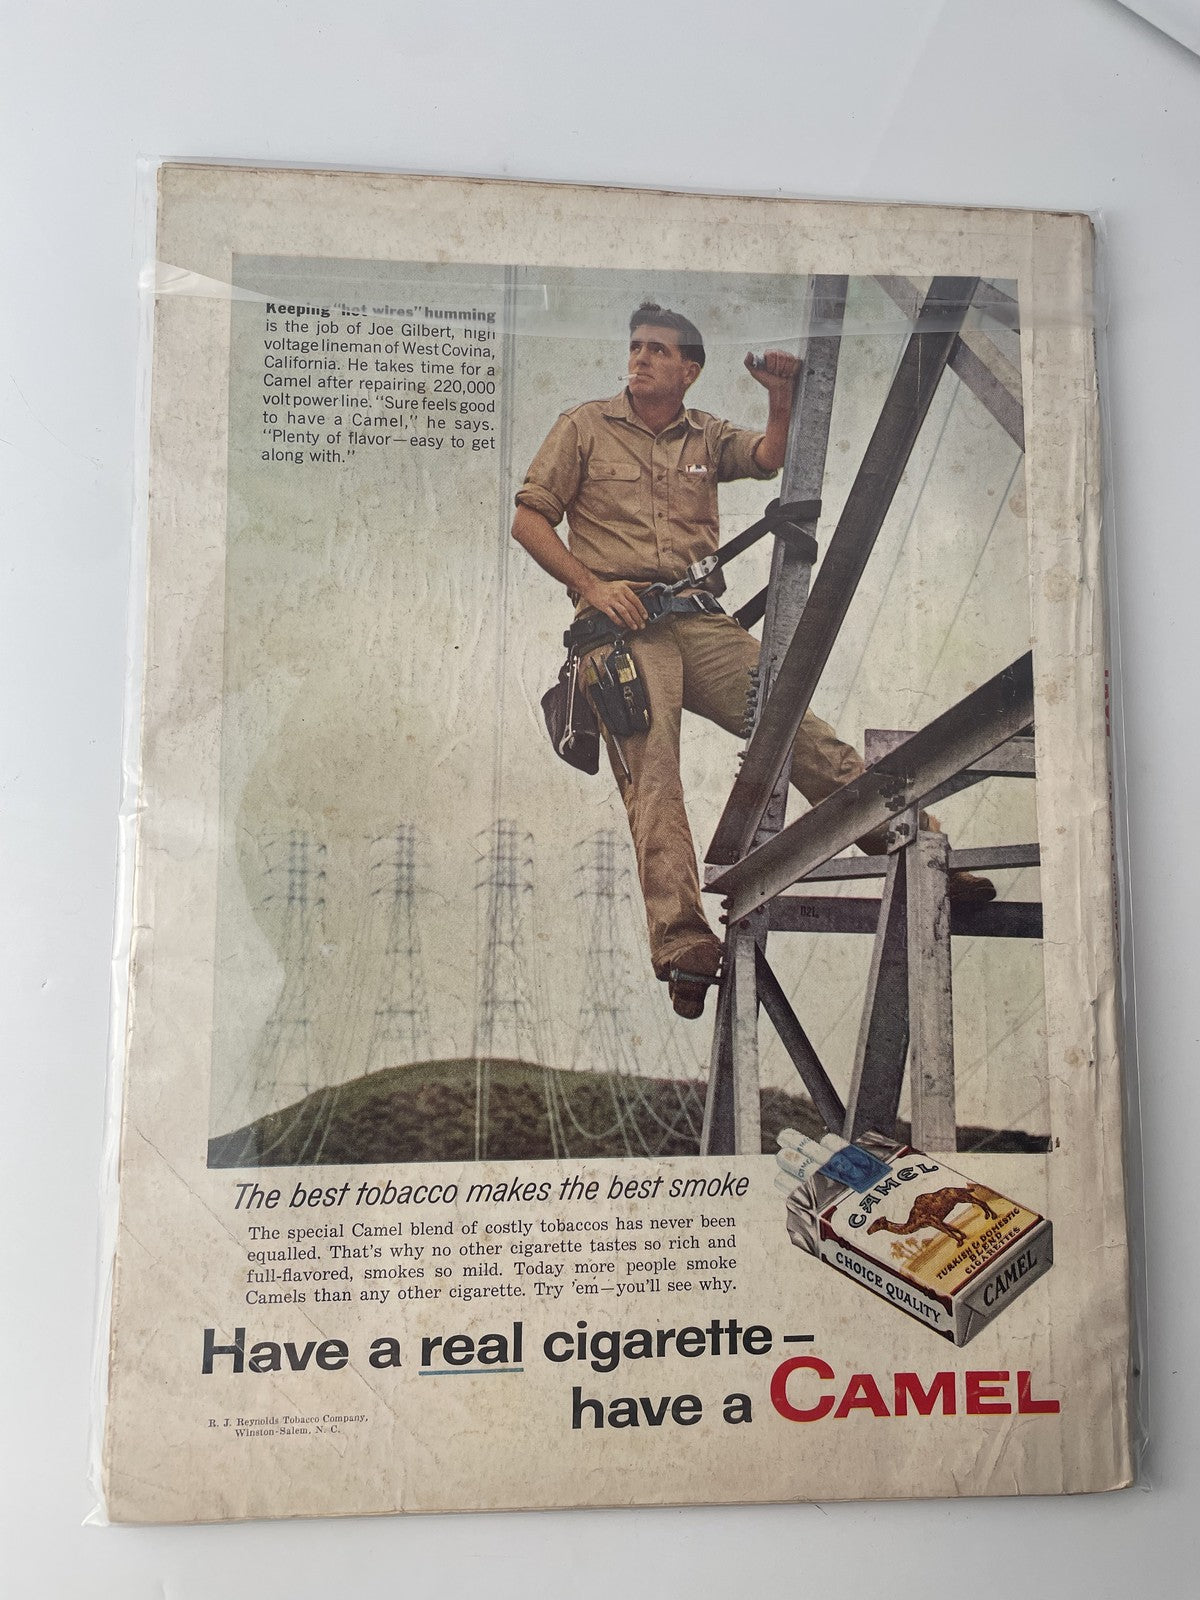 Keeping "hot wires" humming
is the job of Joe Gilbert, high
voltage lineman of West Covina,
California. He takes time for a
Camel after repairing 220,000
volt power line. "Sure feels good
to have a Camel," he says.
"Plenty of flavor—easy to get
along with."
The best tobacco makes the best smoke
The special Camel blend of costly tobaccos has never been
equalled. That's why no other cigarette tastes so rich and
full-flavored, smokes so mild. Today more people smoke
Camels than any other cigarette. Try 'em—you'll see why.
CAMEL
TURKISH & DOMESTIC
BLEND
CIGARETTES
CHOICE QUALITY
CAMEL
Have a real cigarette—
have a CAMEL
R. J. Reynolds Tobacco Company,
Winston-Salem, N. C.